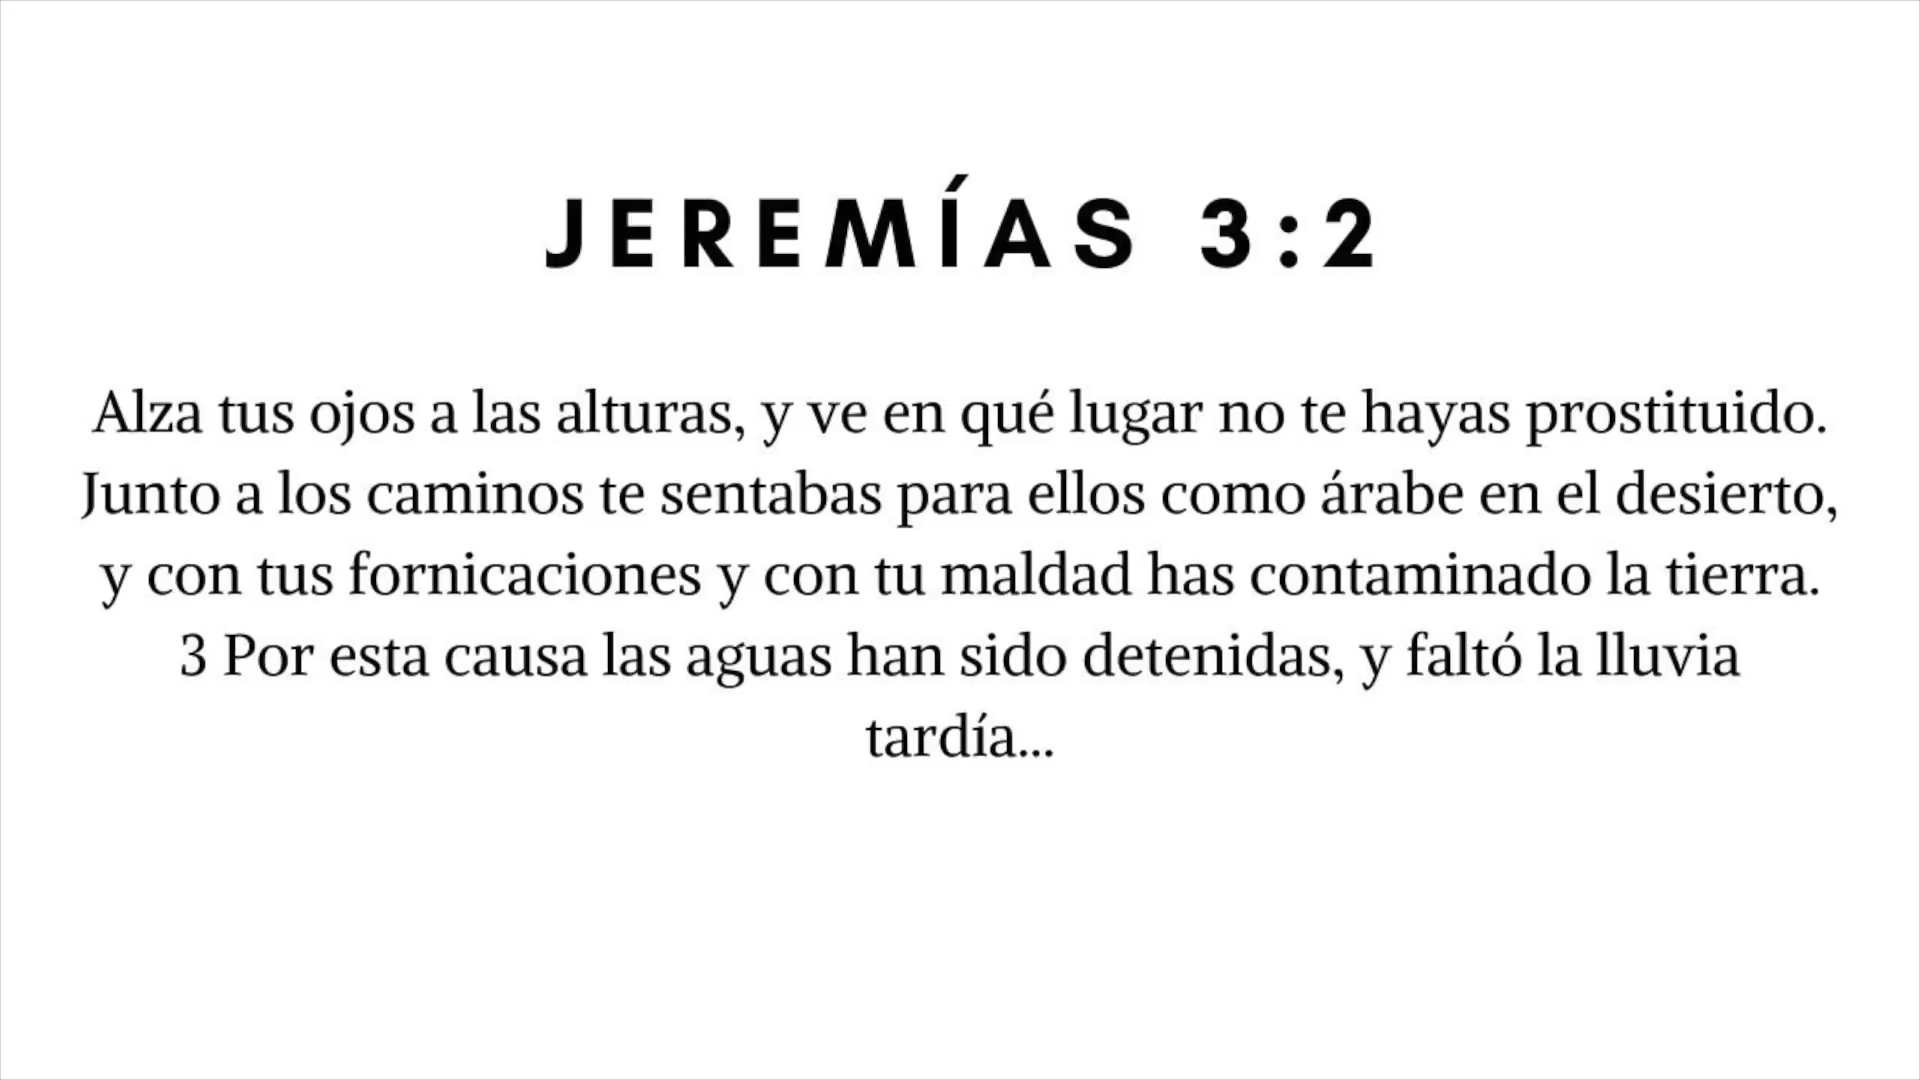 JEREMÍAS 3:2
Alza tus ojos a las alturas, y ve en qué lugar no te hayas prostituido.
Junto a los caminos te sentabas para ellos como árabe en el desierto,
y con tus fornicaciones y con tu maldad has contaminado la tierra.
3 Por esta causa las aguas han sido detenidas, y faltó la lluvia
tardía...